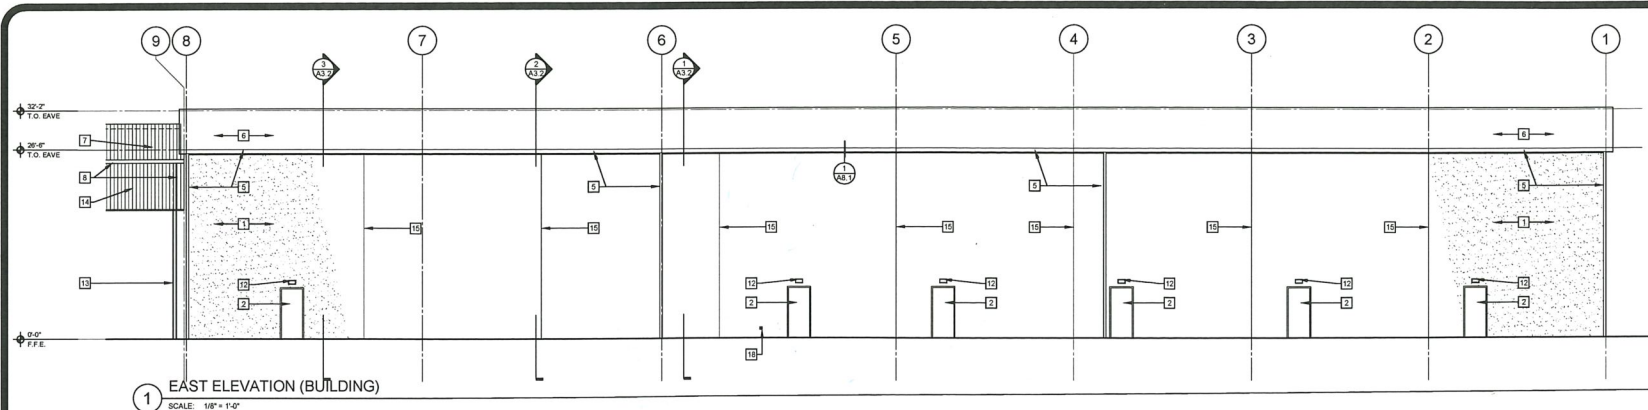 9 8 7 6 5 4 3 2 1
3 2 1
A3.2 A3.2 A3.2
32'-2"
T.O. EAVE
7 6 6
26'-6"
T.O. EAVE
1
A8.1
8 5 5 5 5
14
1 15 15 15 15 15 15 15 1
13 12 12 12 12 12 12
2 2 2 2 2 2
0'-0"
F.F.E.
18
1 EAST ELEVATION (BUILDING)
SCALE: 1/8" = 1'-0"